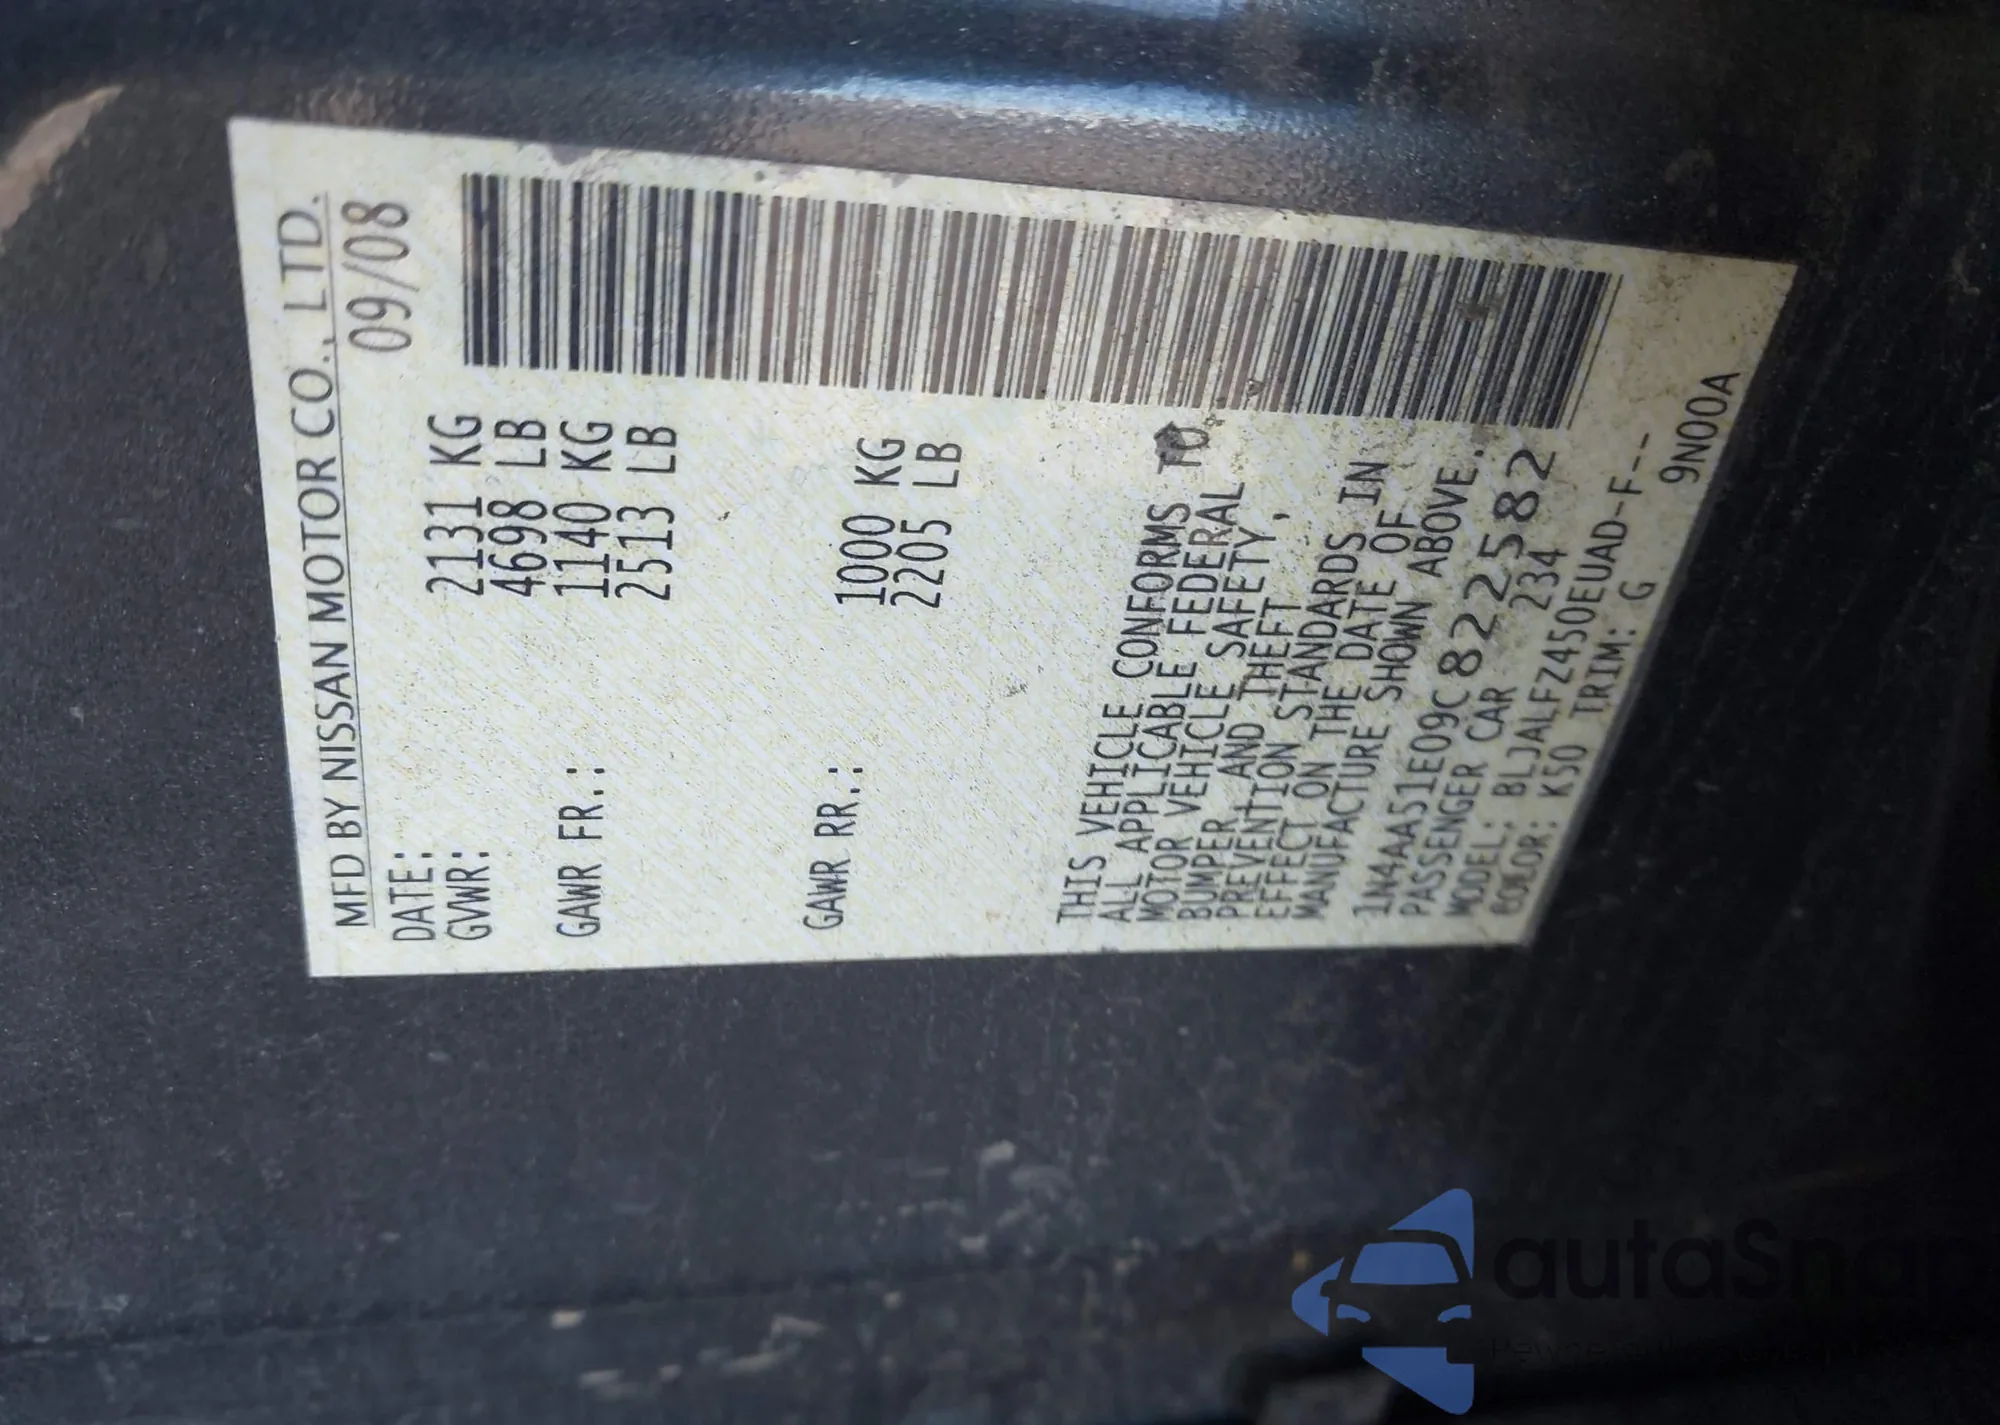 MFD BY NISSAN MOTOR CO., LTD.
DATE: 09/08
GVWR: 2131 KG
4698 LB
GAWR FR.: 1140 KG
2513 LB
GAWR RR.: 1000 KG
2205 LB
THIS VEHICLE CONFORMS TO
ALL APPLICABLE FEDERAL
MOTOR VEHICLE SAFETY,
BUMPER AND THEFT
PREVENTION STANDARDS IN
EFFECT ON THE DATE OF
MANUFACTURE SHOWN ABOVE.
1N4AA51E09C822582
PASSENGER CAR 234
MODEL: BLJALFZ450EUAD-F---
COLOR: K50 TRIM: G
9N00A
autaSnap